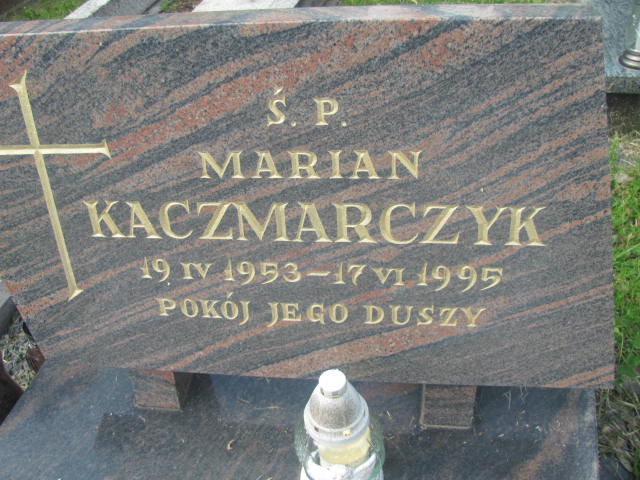 Ś. P.
MARIAN
KACZMARCZYK
19 IV 1953 – 17 VI 1995
POKÓJ JEGO DUSZY